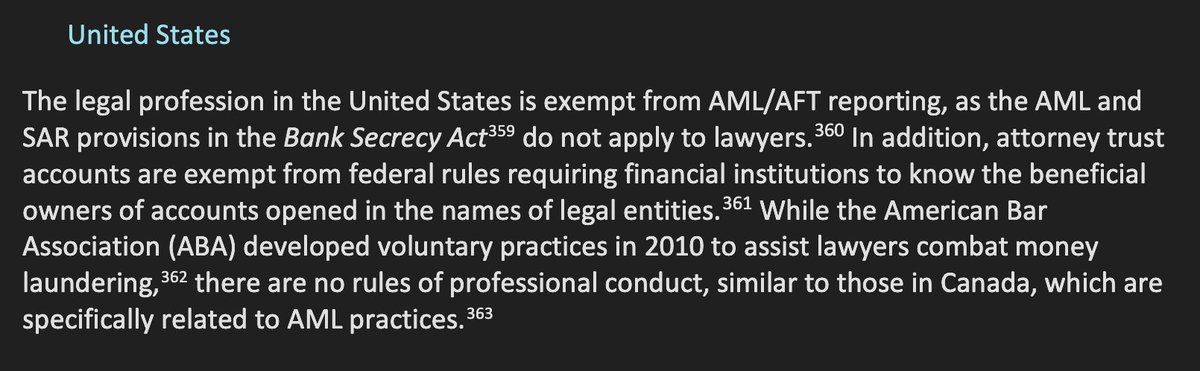 United States
The legal profession in the United States is exempt from AML/AFT reporting, as the AML and
SAR provisions in the Bank Secrecy Act359 do not apply to lawyers.360 In addition, attorney trust
accounts are exempt from federal rules requiring financial institutions to know the beneficial
owners of accounts opened in the names of legal entities.361 While the American Bar
Association (ABA) developed voluntary practices in 2010 to assist lawyers combat money
laundering,362 there are no rules of professional conduct, similar to those in Canada, which are
specifically related to AML practices.363